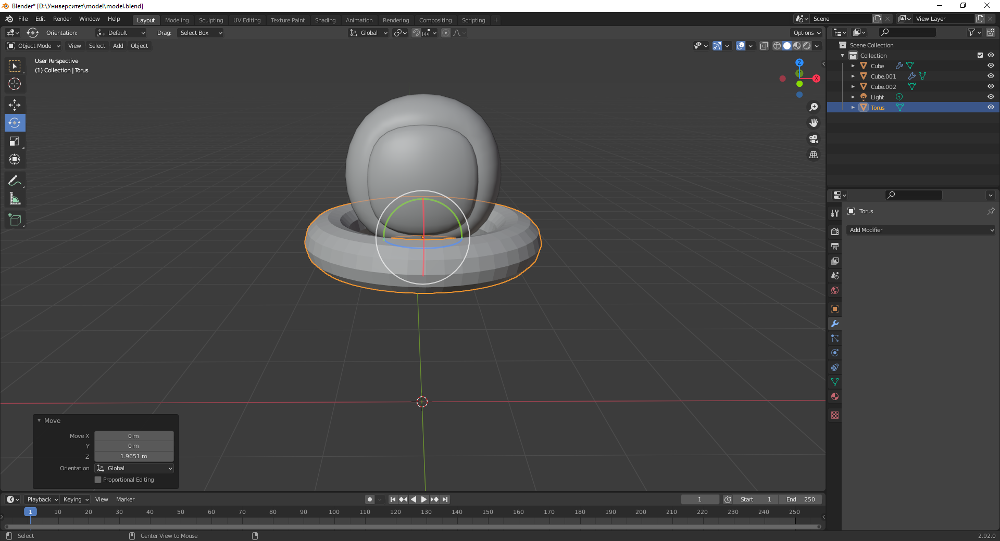 Blender* [D:\Университет\model\model.blend]
File Edit Render Window Help Layout Modeling Sculpting UV Editing Texture Paint Shading Animation Rendering Compositing Scripting + Scene View Layer
Orientation: Default Drag: Select Box Global Options
Object Mode View Select Add Object
User Perspective
(1) Collection | Torus
Z
Y
X
Scene Collection
Collection
Cube
Cube.001
Cube.002
Light
Torus
Torus
Add Modifier
Move
Move X 0 m
Y 0 m
Z 1.9651 m
Orientation Global
Proportional Editing
Playback Keying View Marker 1 Start 1 End 250
1 10 20 30 40 50 60 70 80 90 100 110 120 130 140 150 160 170 180 190 200 210 220 230 240 250
Select Center View to Mouse 2.92.0